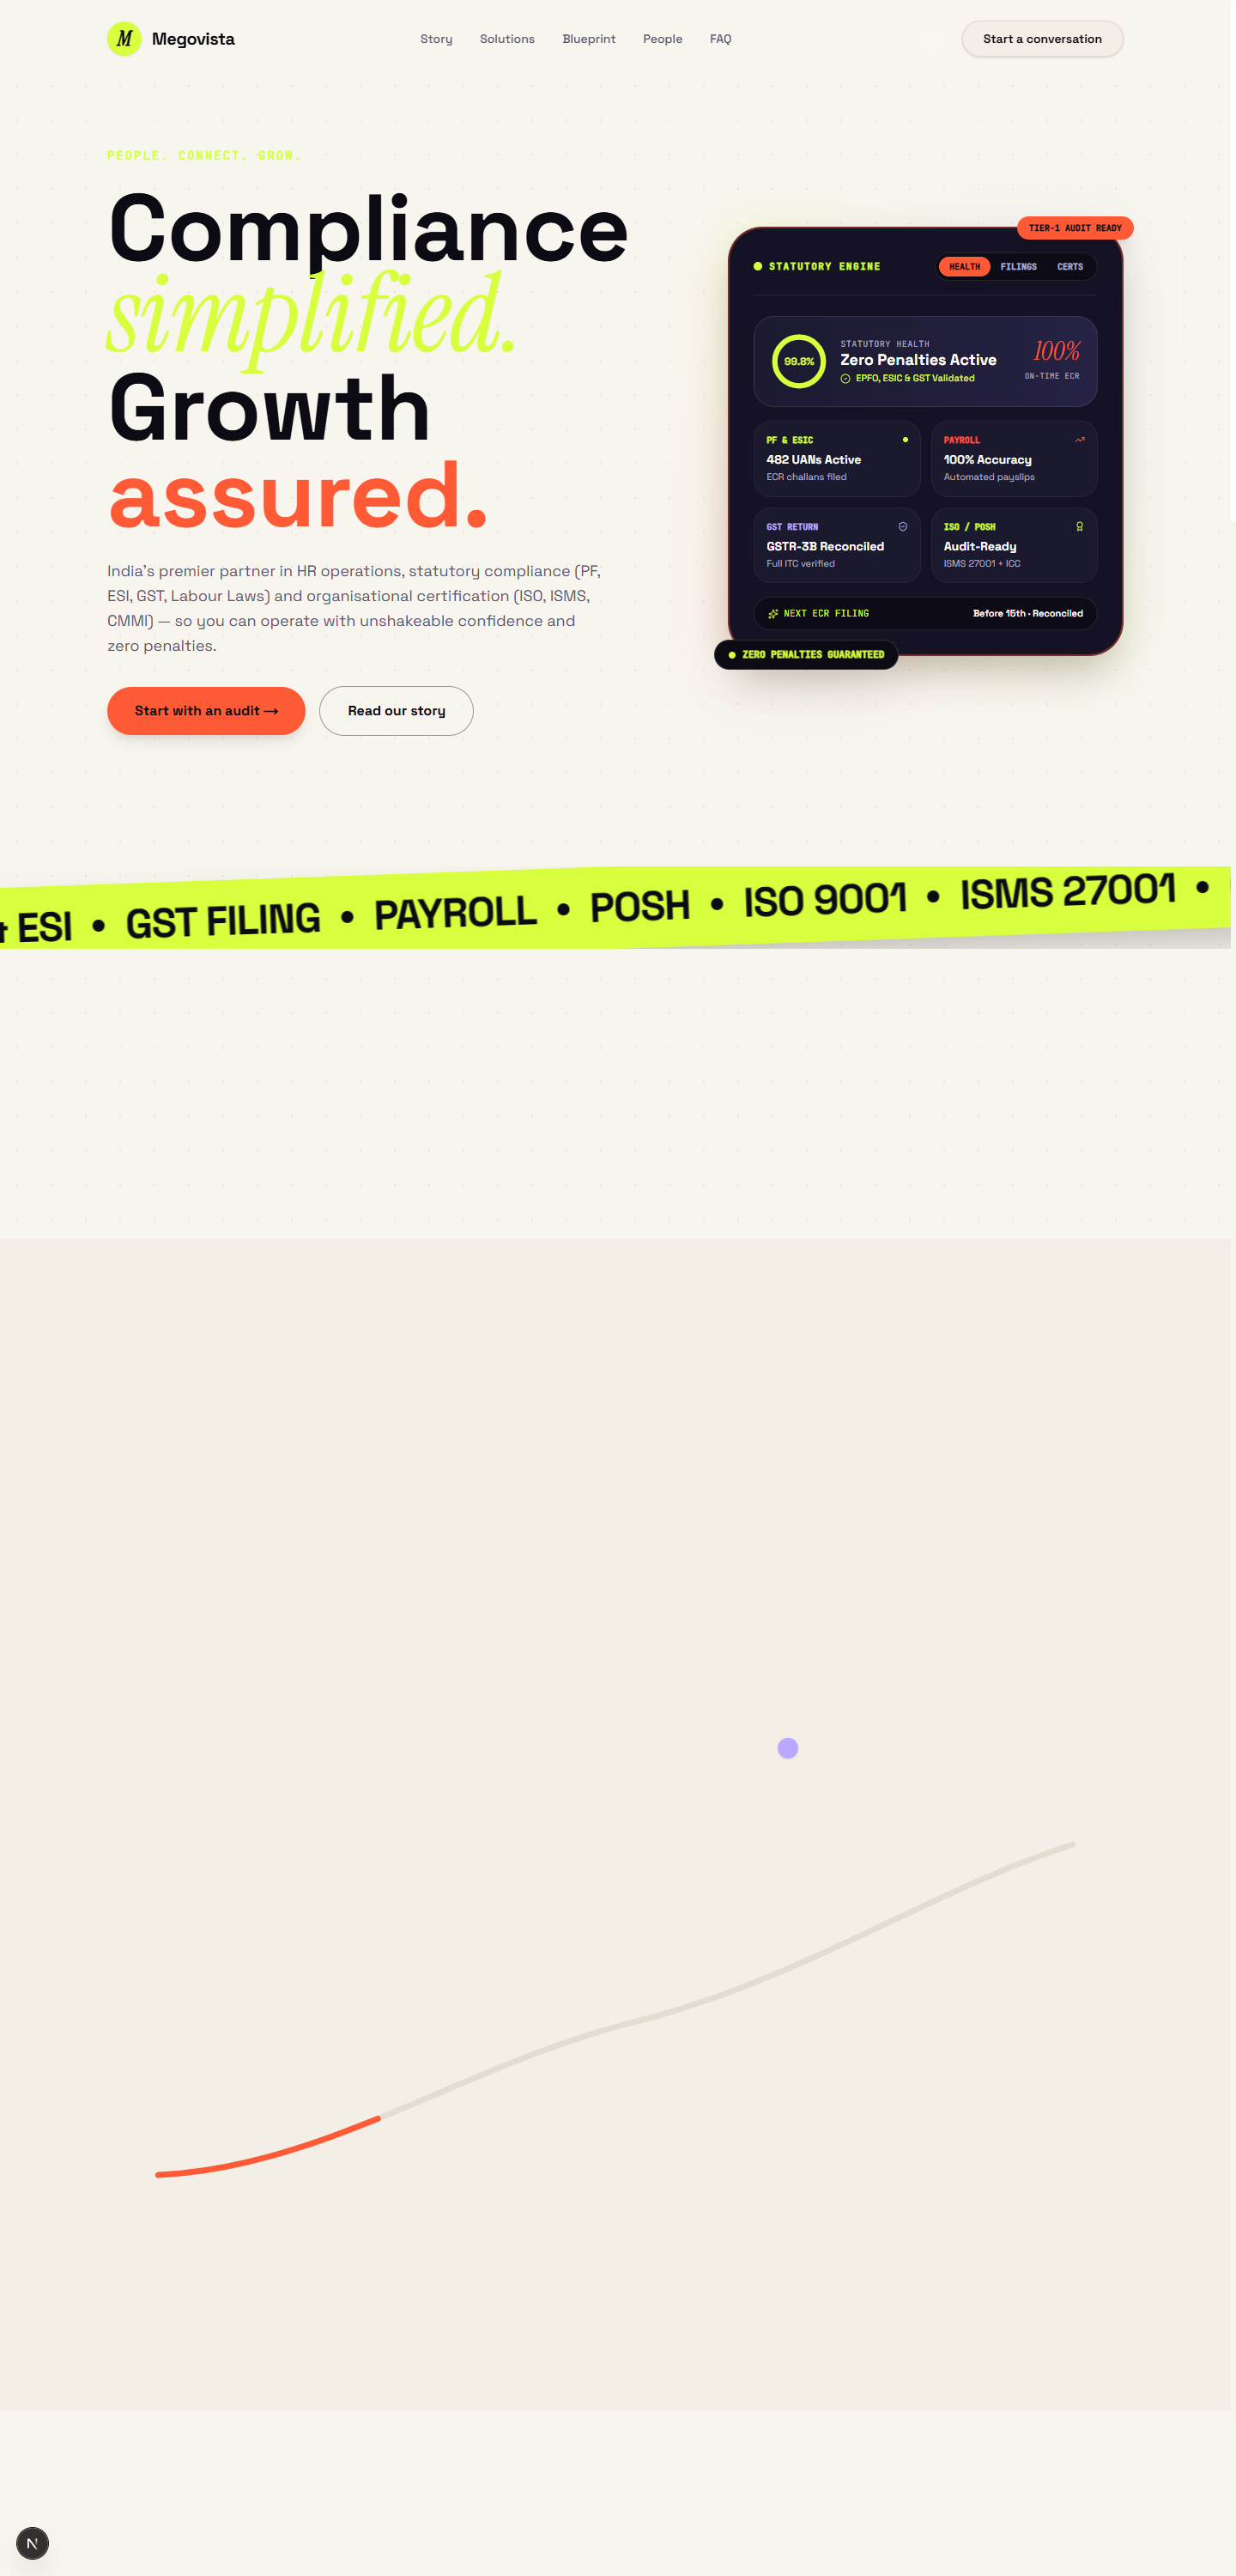 M Megovista
Story Solutions Blueprint People FAQ
Start a conversation
PEOPLE. CONNECT. GROW.
Compliance
simplified.
Growth
assured.
India's premier partner in HR operations, statutory compliance (PF,
ESI, GST, Labour Laws) and organisational certification (ISO, ISMS,
CMMI) — so you can operate with unshakeable confidence and
zero penalties.
Start with an audit →
Read our story
TIER-1 AUDIT READY
STATUTORY ENGINE
HEALTH FILINGS CERTS
99.8%
STATUTORY HEALTH
Zero Penalties Active
EPFO, ESIC & GST Validated
100%
ON-TIME ECR
PF & ESIC
482 UANs Active
ECR challans filed
PAYROLL
100% Accuracy
Automated payslips
GST RETURN
GSTR-3B Reconciled
Full ITC verified
ISO / POSH
Audit-Ready
ISMS 27001 + ICC
NEXT ECR FILING
Before 15th · Reconciled
ZERO PENALTIES GUARANTEED
ESI • GST FILING • PAYROLL • POSH • ISO 9001 • ISMS 27001 •
N